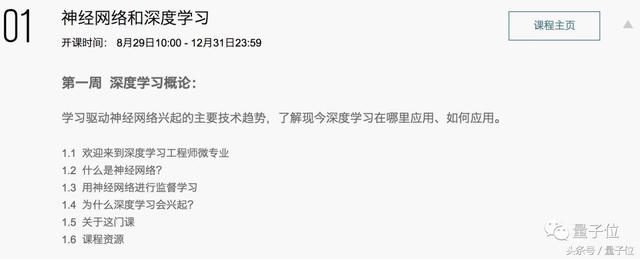 01
神经网络和深度学习
课程主页
开课时间： 8月29日10:00 - 12月31日23:59
第一周 深度学习概论：
学习驱动神经网络兴起的主要技术趋势，了解现今深度学习在哪里应用、如何应用。
1.1 欢迎来到深度学习工程师微专业
1.2 什么是神经网络?
1.3 用神经网络进行监督学习
1.4 为什么深度学习会兴起?
1.5 关于这门课
1.6 课程资源
量子位
头条号 / 量子位